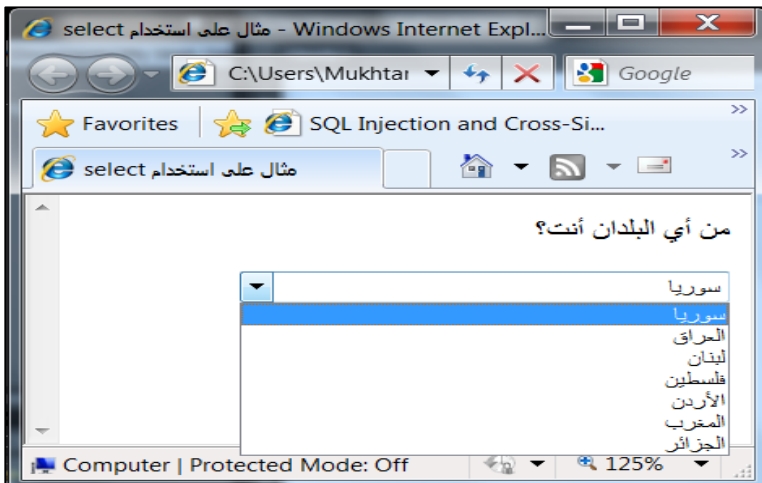 مثال على استخدام select - Windows Internet Expl...
C:\Users\Mukhtar
Google
Favorites
SQL Injection and Cross-Si...
مثال على استخدام select
من أي البلدان أنت؟
سوريا
سوريا
العراق
لبنان
فلسطين
الأردن
المغرب
الجزائر
Computer | Protected Mode: Off
125%